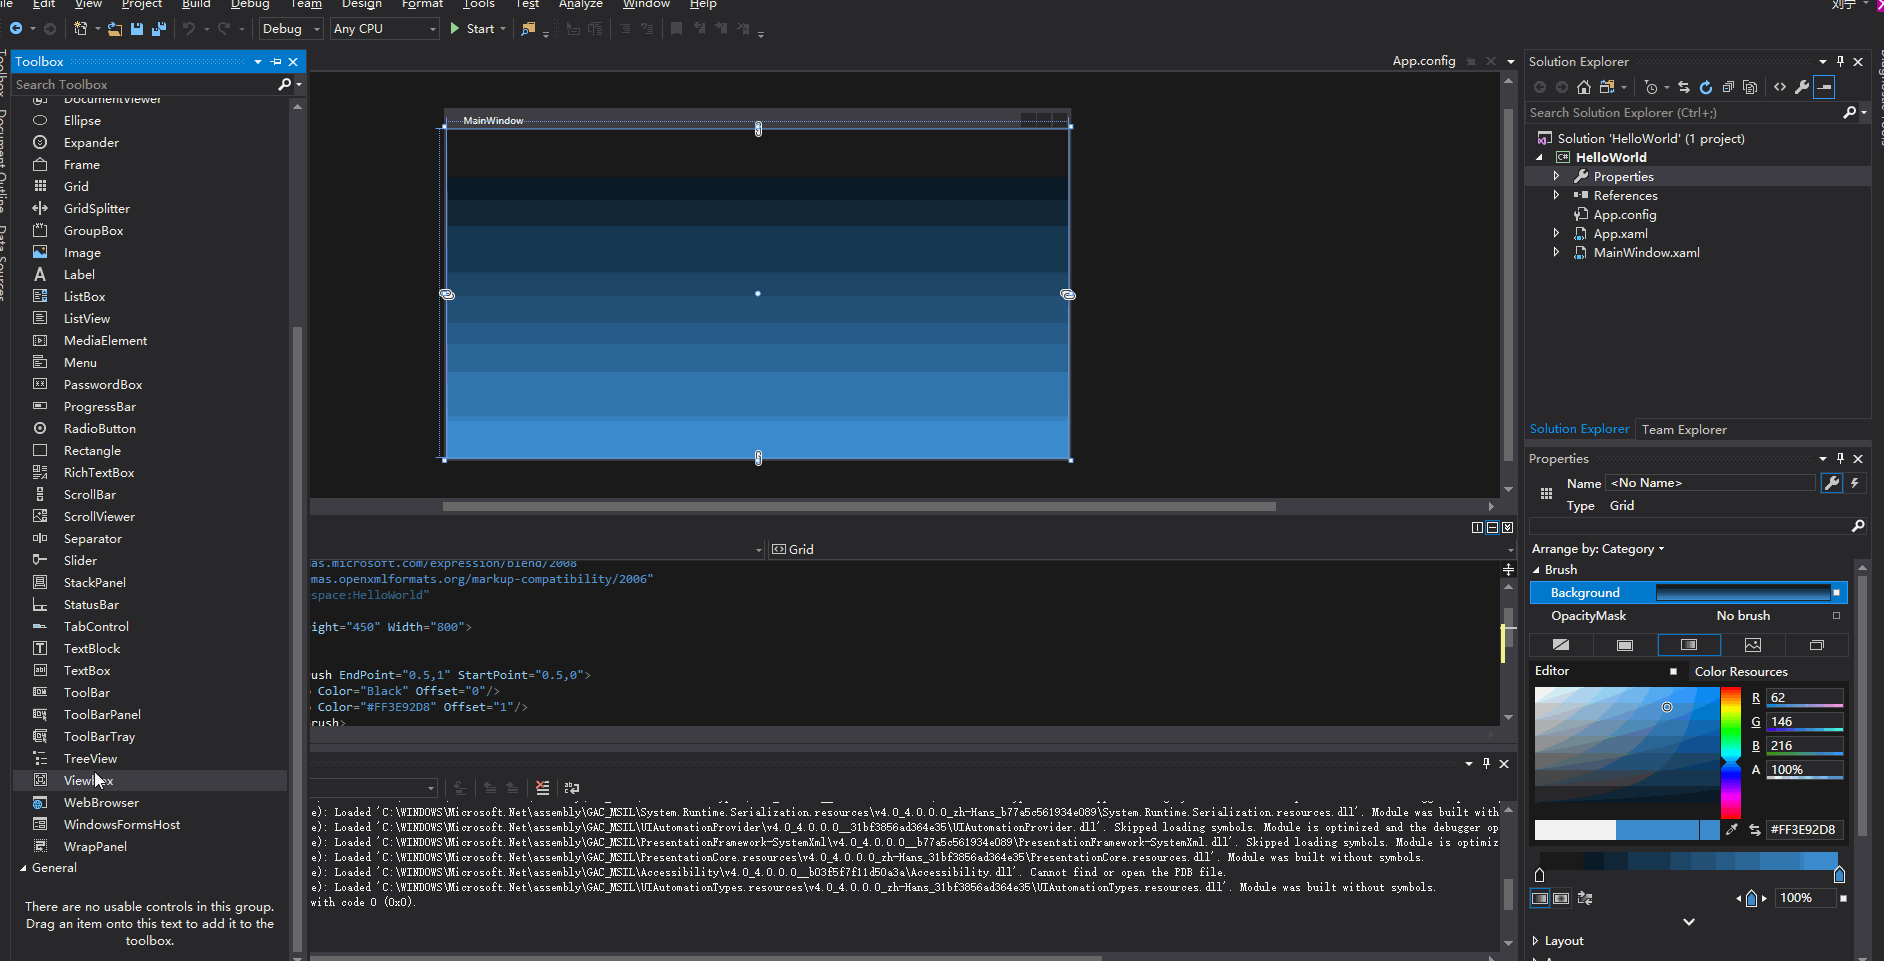 File Edit View Project Build Debug Team Design Format Tools Test Analyze Window Help
刘宁
Debug Any CPU Start
Toolbox
Document Outline
Data Sources
Toolbox
Search Toolbox
DocumentViewer
Ellipse
Expander
Frame
Grid
GridSplitter
GroupBox
Image
Label
ListBox
ListView
MediaElement
Menu
PasswordBox
ProgressBar
RadioButton
Rectangle
RichTextBox
ScrollBar
ScrollViewer
Separator
Slider
StackPanel
StatusBar
TabControl
TextBlock
TextBox
ToolBar
ToolBarPanel
ToolBarTray
TreeView
Viewbox
WebBrowser
WindowsFormsHost
WrapPanel
General
There are no usable controls in this group.
Drag an item onto this text to add it to the
toolbox.
App.config
MainWindow
Grid
mas.microsoft.com/expression/blend/2008
mas.openxmlformats.org/markup-compatibility/2006"
space:HelloWorld"
ight="450" Width="800">
ush EndPoint="0.5,1" StartPoint="0.5,0">
Color="Black" Offset="0"/>
Color="#FF3E92D8" Offset="1"/>
rush>
e): Loaded 'C:\WINDOWS\Microsoft.Net\assembly\GAC_MSIL\System.Runtime.Serialization.resources\v4.0_4.0.0.0_zh-Hans_b77a5c561934e089\System.Runtime.Serialization.resources.dll'. Module was built with
e): Loaded 'C:\WINDOWS\Microsoft.Net\assembly\GAC_MSIL\UIAutomationProvider\v4.0_4.0.0.0__31bf3856ad364e35\UIAutomationProvider.dll'. Skipped loading symbols. Module is optimized and the debugger op
e): Loaded 'C:\WINDOWS\Microsoft.Net\assembly\GAC_MSIL\PresentationFramework-SystemXml\v4.0_4.0.0.0__b77a5c561934e089\PresentationFramework-SystemXml.dll'. Skipped loading symbols. Module is optimiz
e): Loaded 'C:\WINDOWS\Microsoft.Net\assembly\GAC_MSIL\PresentationCore.resources\v4.0_4.0.0.0_zh-Hans_31bf3856ad364e35\PresentationCore.resources.dll'. Module was built without symbols.
e): Loaded 'C:\WINDOWS\Microsoft.Net\assembly\GAC_MSIL\Accessibility\v4.0_4.0.0.0__b03f5f7f11d50a3a\Accessibility.dll'. Cannot find or open the PDB file.
e): Loaded 'C:\WINDOWS\Microsoft.Net\assembly\GAC_MSIL\UIAutomationTypes.resources\v4.0_4.0.0.0_zh-Hans_31bf3856ad364e35\UIAutomationTypes.resources.dll'. Module was built without symbols.
with code 0 (0x0).
Solution Explorer
Search Solution Explorer (Ctrl+;)
Solution 'HelloWorld' (1 project)
HelloWorld
Properties
References
App.config
App.xaml
MainWindow.xaml
Solution Explorer Team Explorer
Properties
Name <No Name>
Type Grid
Arrange by: Category
Brush
Background
OpacityMask No brush
Editor Color Resources
R 62
G 146
B 216
A 100%
#FF3E92D8
100%
Layout